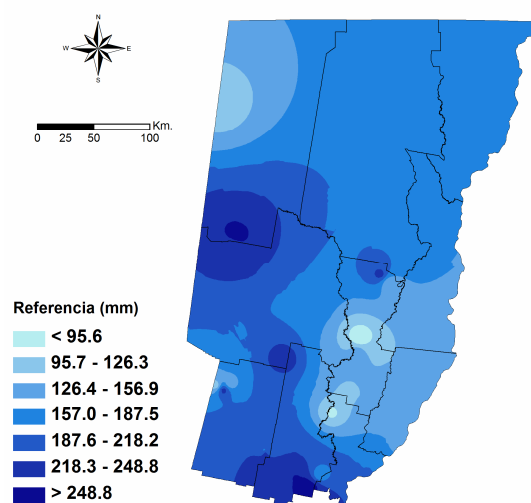 N
W E
S
Km.
0 25 50 100
Referencia (mm)
< 95.6
95.7 - 126.3
126.4 - 156.9
157.0 - 187.5
187.6 - 218.2
218.3 - 248.8
> 248.8